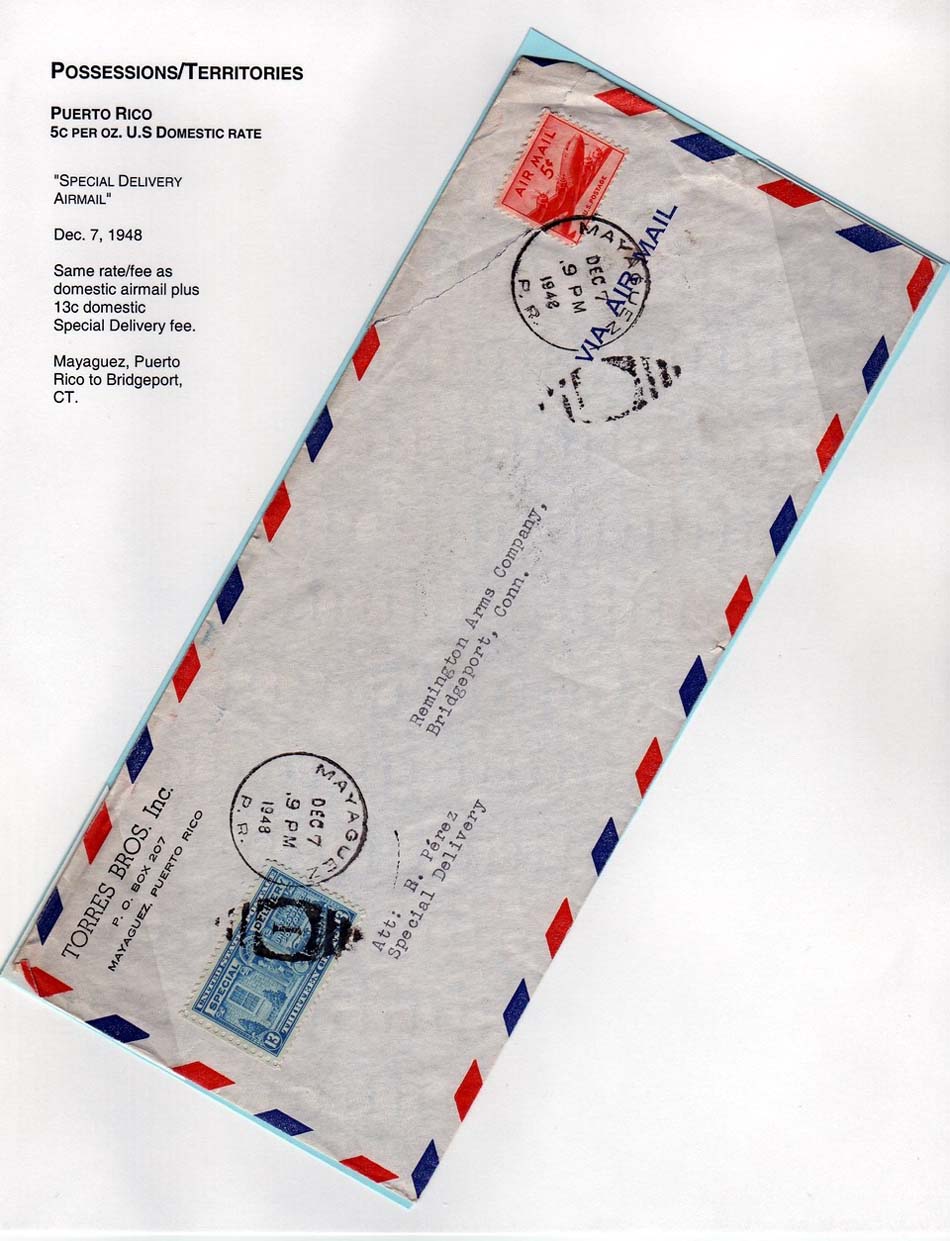 POSSESSIONS/TERRITORIES
PUERTO RICO
5C PER OZ. U.S DOMESTIC RATE
"SPECIAL DELIVERY
AIRMAIL"
Dec. 7, 1948
Same rate/fee as
domestic airmail plus
13c domestic
Special Delivery fee.
Mayaguez, Puerto
Rico to Bridgeport,
CT.
AIR MAIL
5¢
U.S. POSTAGE
MAYAGUEZ
DEC 7
9 PM
1948
P.R.
VIA AIR MAIL
Remington Arms Company,
Bridgeport, Conn.
TORRES BROS. Inc.
P. O. BOX 207
MAYAGUEZ, PUERTO RICO
MAYAGUEZ
DEC 7
9 PM
1948
P.R.
SPECIAL DELIVERY
13
Att: R. Pérez
Special Delivery